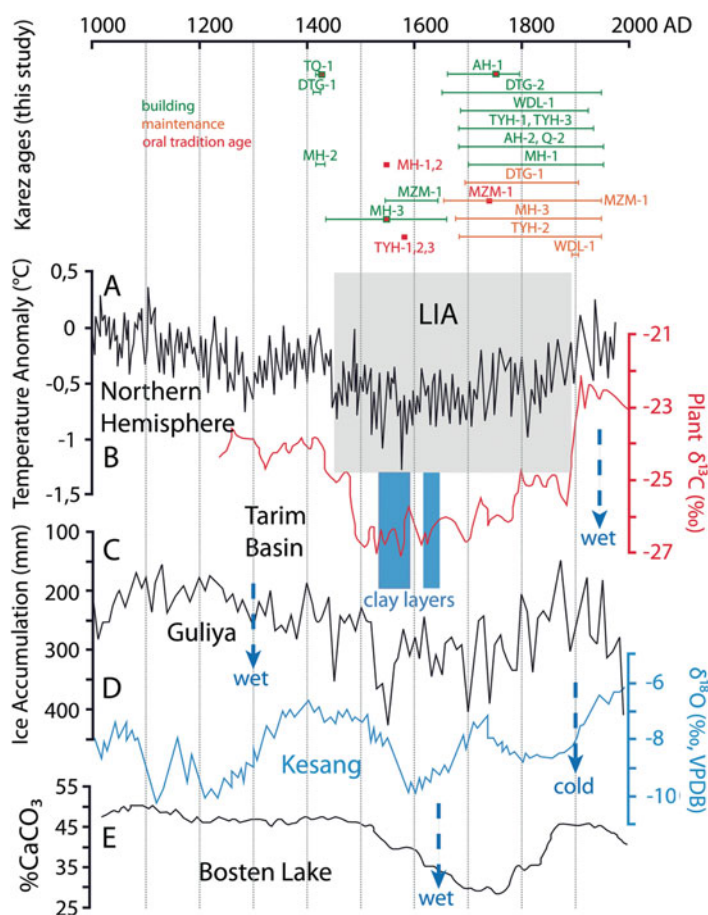 1000 1200 1400 1600 1800 2000 AD
Karez ages (this study)
building
maintenance
oral tradition age
TO-1
DTG-1
MH-2
MH-1,2
MZM-1
MH-3
TYH-1,2,3
AH-1
DTG-2
WDL-1
TYH-1, TYH-3
AH-2, Q-2
MH-1
DTG-1
MZM-1
MZM-1
MH-3
TYH-2
WDL-1
Temperature Anomaly (°C)
0,5
0
-0,5
-1
-1,5
A
Northern
Hemisphere
LIA
B
Tarim
Basin
clay layers
wet
-21
-23
-25
-27
Plant δ13C (‰)
Ice Accumulation (mm)
100
200
300
400
C
Guliya
wet
D
Kesang
cold
-6
-8
-10
δ18O (‰, VPDB)
%CaCO3
55
45
35
25
E
Bosten Lake
wet